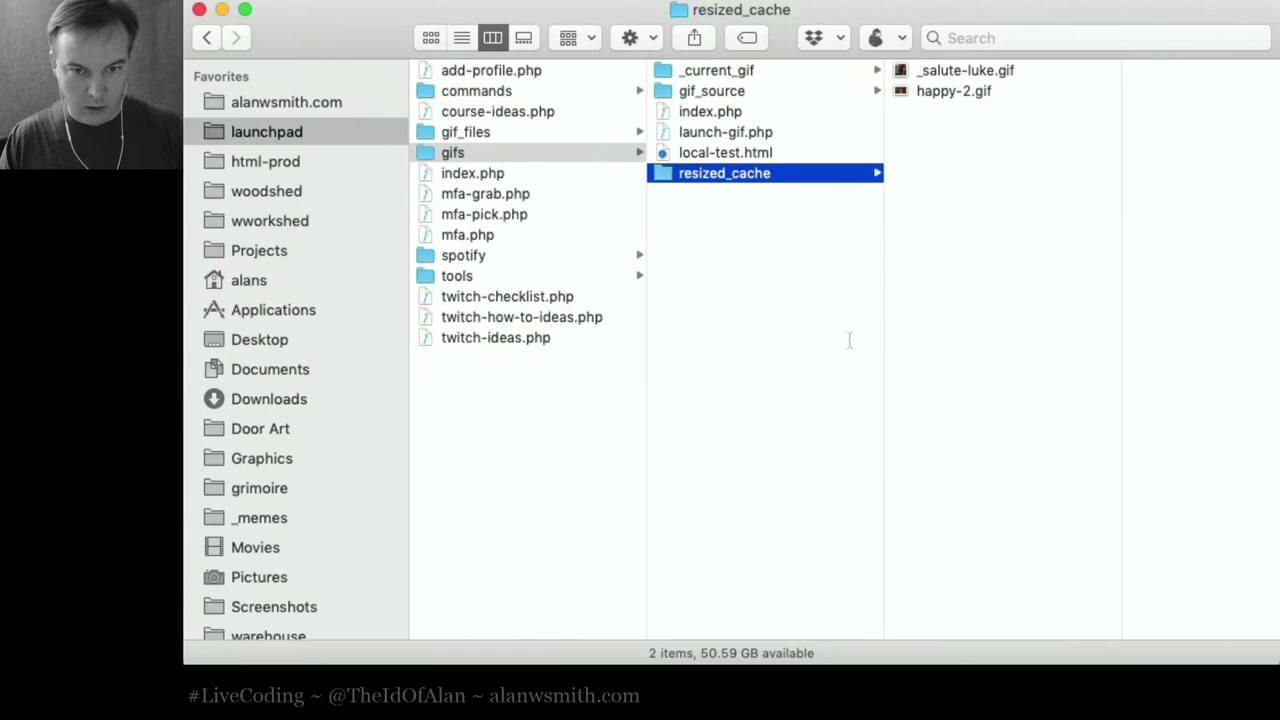 resized_cache
Search
Favorites
alanwsmith.com
launchpad
html-prod
woodshed
wworkshed
Projects
alans
Applications
Desktop
Documents
Downloads
Door Art
Graphics
grimoire
_memes
Movies
Pictures
Screenshots
warehouse
add-profile.php
commands
course-ideas.php
gif_files
gifs
index.php
mfa-grab.php
mfa-pick.php
mfa.php
spotify
tools
twitch-checklist.php
twitch-how-to-ideas.php
twitch-ideas.php
_current_gif
gif_source
index.php
launch-gif.php
local-test.html
resized_cache
_salute-luke.gif
happy-2.gif
2 items, 50.59 GB available
#LiveCoding ~ @TheIdOfAlan ~ alanwsmith.com